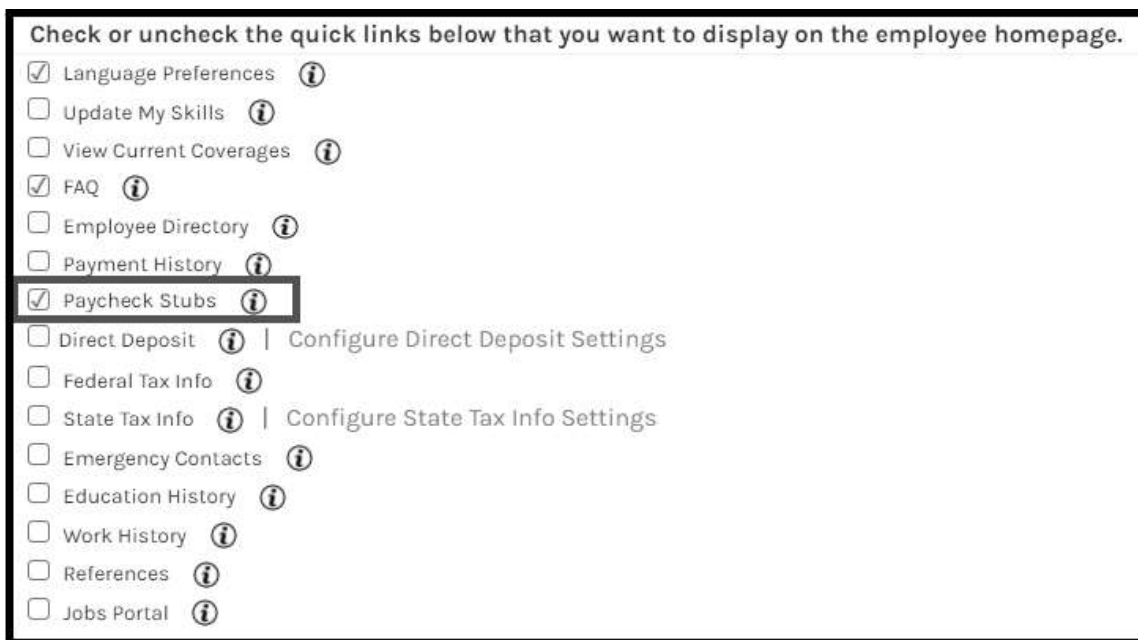 Check or uncheck the quick links below that you want to display on the employee homepage.
Language Preferences
Update My Skills
View Current Coverages
FAQ
Employee Directory
Payment History
Paycheck Stubs
Direct Deposit | Configure Direct Deposit Settings
Federal Tax Info
State Tax Info | Configure State Tax Info Settings
Emergency Contacts
Education History
Work History
References
Jobs Portal